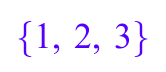 {1, 2, 3}